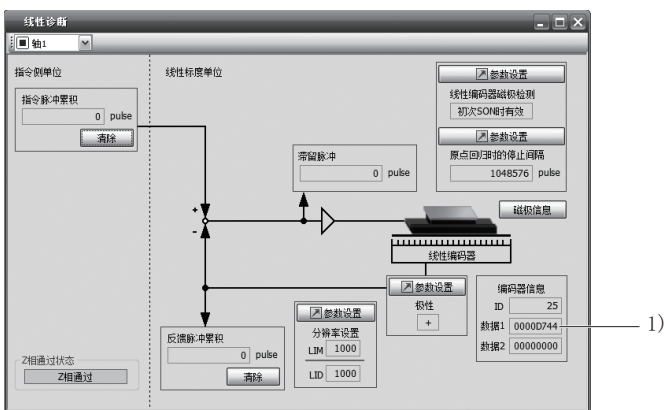 线性诊断
轴1
指令侧单位
指令脉冲累积
0 pulse
清除
线性标度单位
参数设置
线性编码器磁极检测
初次SON时有效
参数设置
原点回归时的停止间隔
1048576 pulse
滞留脉冲
0 pulse
磁极信息
+
-
线性编码器
参数设置
极性
+
编码器信息
ID 25
数据1 0000D744
数据2 00000000
1)
参数设置
分辨率设置
LIM 1000
LID 1000
反馈脉冲累积
0 pulse
清除
Z相通过状态
Z相通过